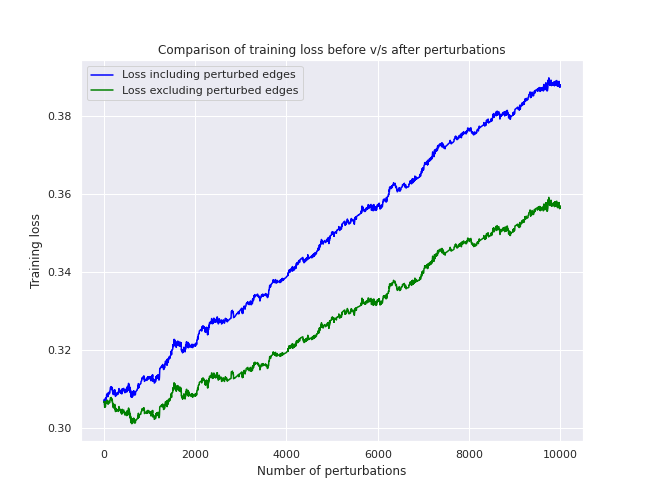 Comparison of training loss before v/s after perturbations
Loss including perturbed edges
Loss excluding perturbed edges
Training loss
0.38
0.36
0.34
0.32
0.30
0 2000 4000 6000 8000 10000
Number of perturbations